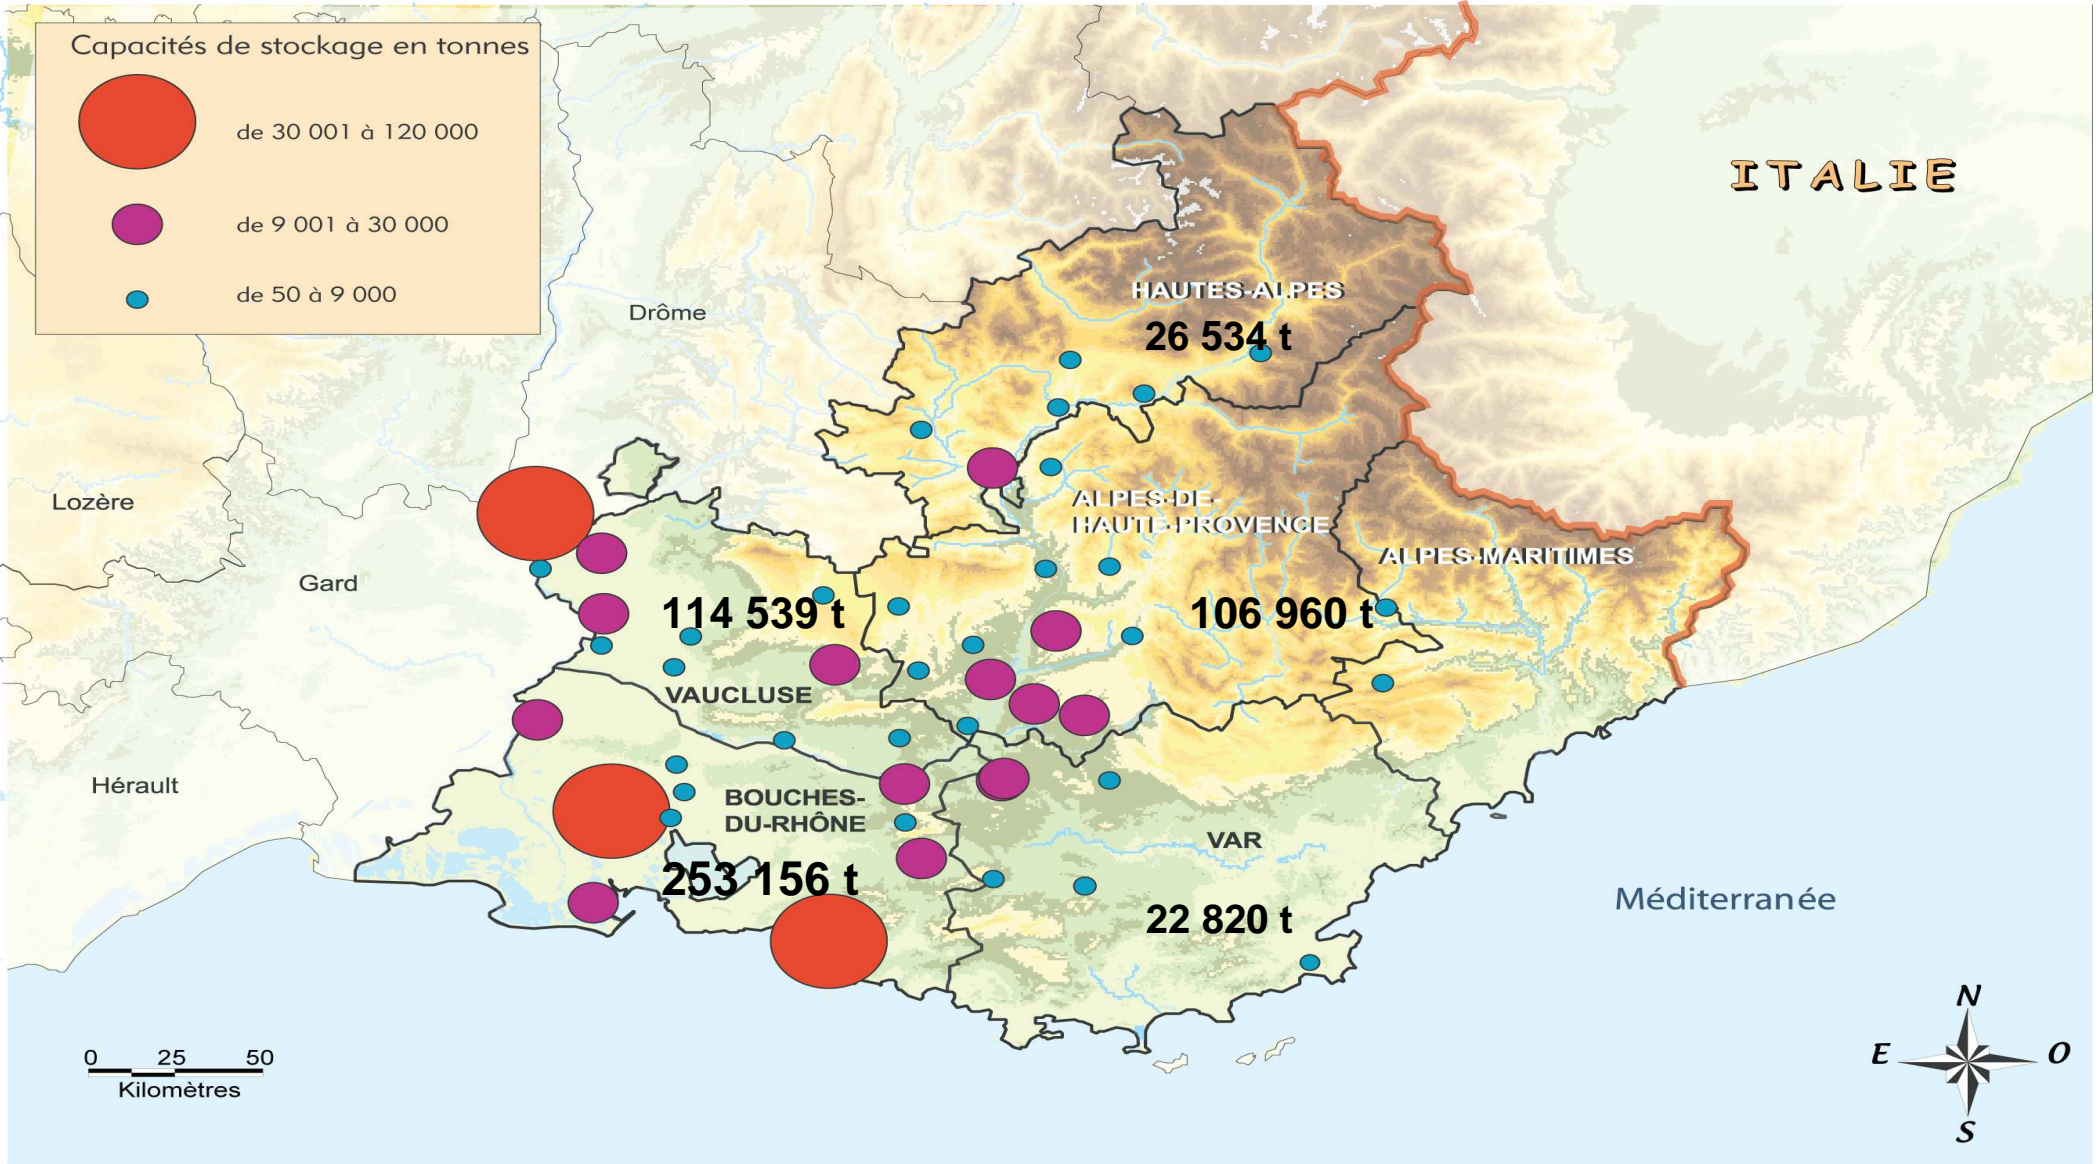 Capacités de stockage en tonnes
de 30 001 à 120 000
de 9 001 à 30 000
de 50 à 9 000
ITALIE
Drôme
HAUTES-ALPES
26 534 t
Lozère
ALPES-DE-
HAUTE-PROVENCE
ALPES-MARITIMES
Gard
114 539 t
106 960 t
VAUCLUSE
Hérault
BOUCHES-
DU-RHÔNE
VAR
253 156 t
22 820 t
Méditerranée
N
E
O
S
0 25 50
Kilomètres